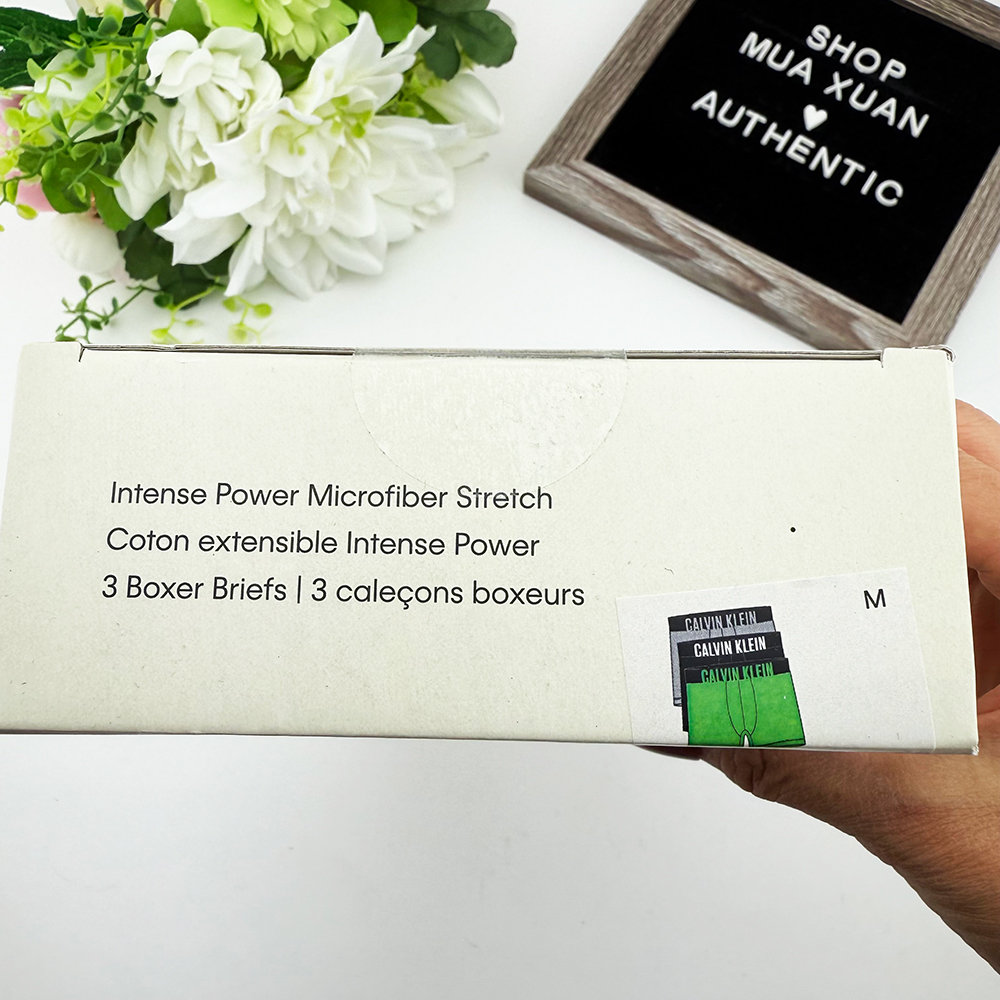 SHOP
MUA XUAN
♥
AUTHENTIC
Intense Power Microfiber Stretch
Coton extensible Intense Power
3 Boxer Briefs | 3 caleçons boxeurs
M
CALVIN KLEIN
CALVIN KLEIN
CALVIN KLEIN